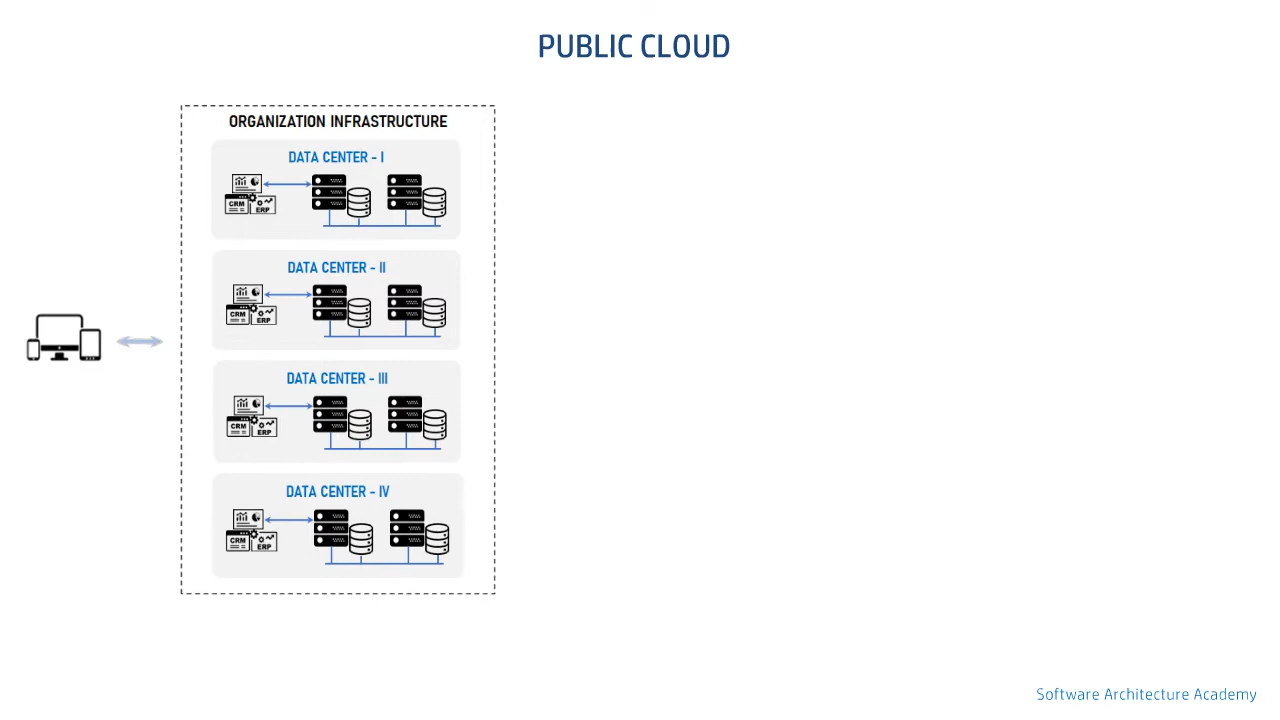 PUBLIC CLOUD
ORGANIZATION INFRASTRUCTURE
DATA CENTER - I
CRM
ERP
DATA CENTER - II
CRM
ERP
DATA CENTER - III
CRM
ERP
DATA CENTER - IV
CRM
ERP
Software Architecture Academy